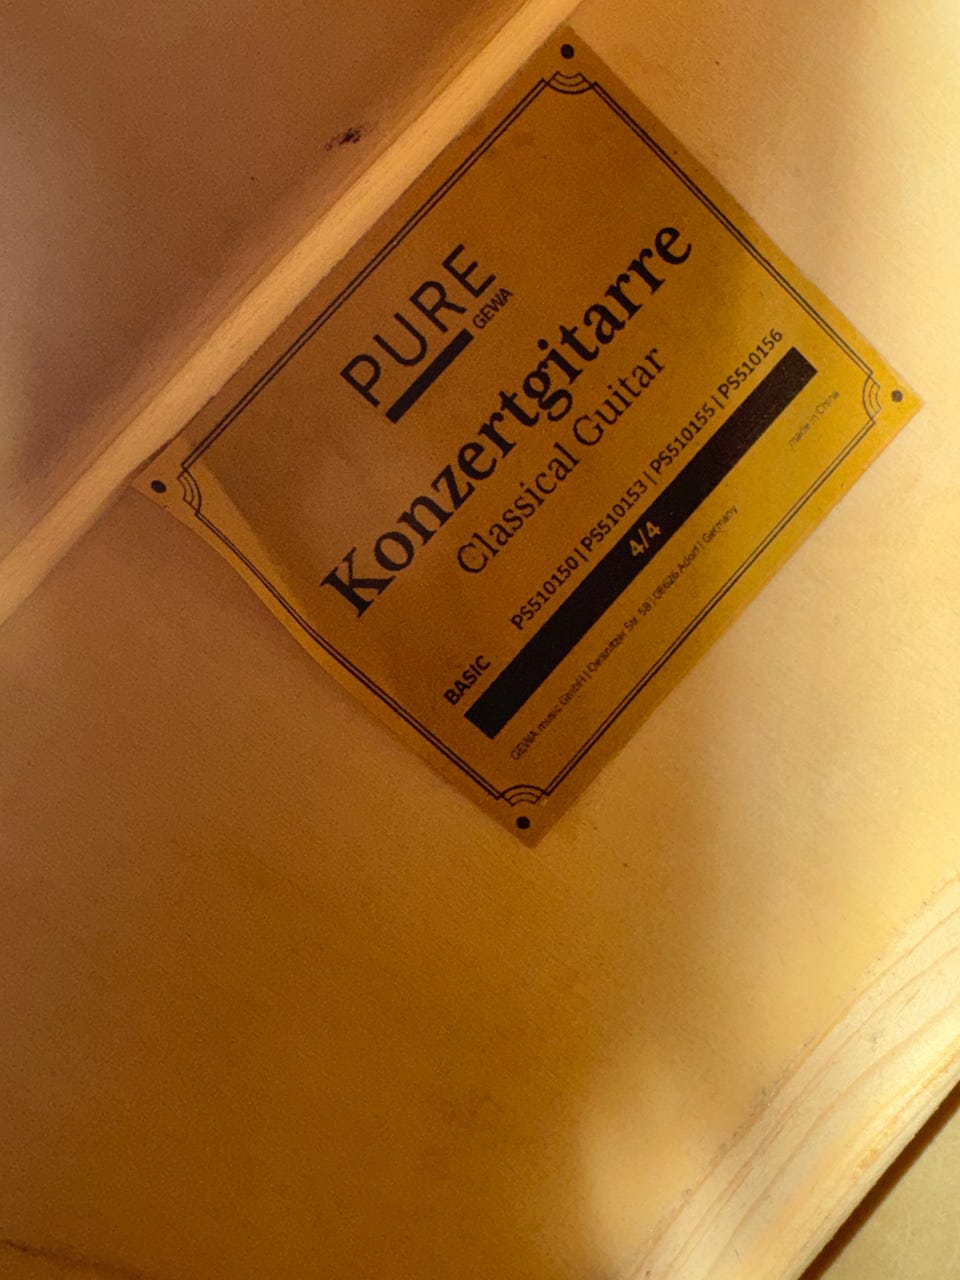 PURE
GEWA
Konzertgitarre
Classical Guitar
BASIC PS510150 | PS510153 | PS510155 | PS510156
4/4
GEWA music GmbH | Oelsnitzer Str. 58 | 08626 Adorf | Germany
made in China